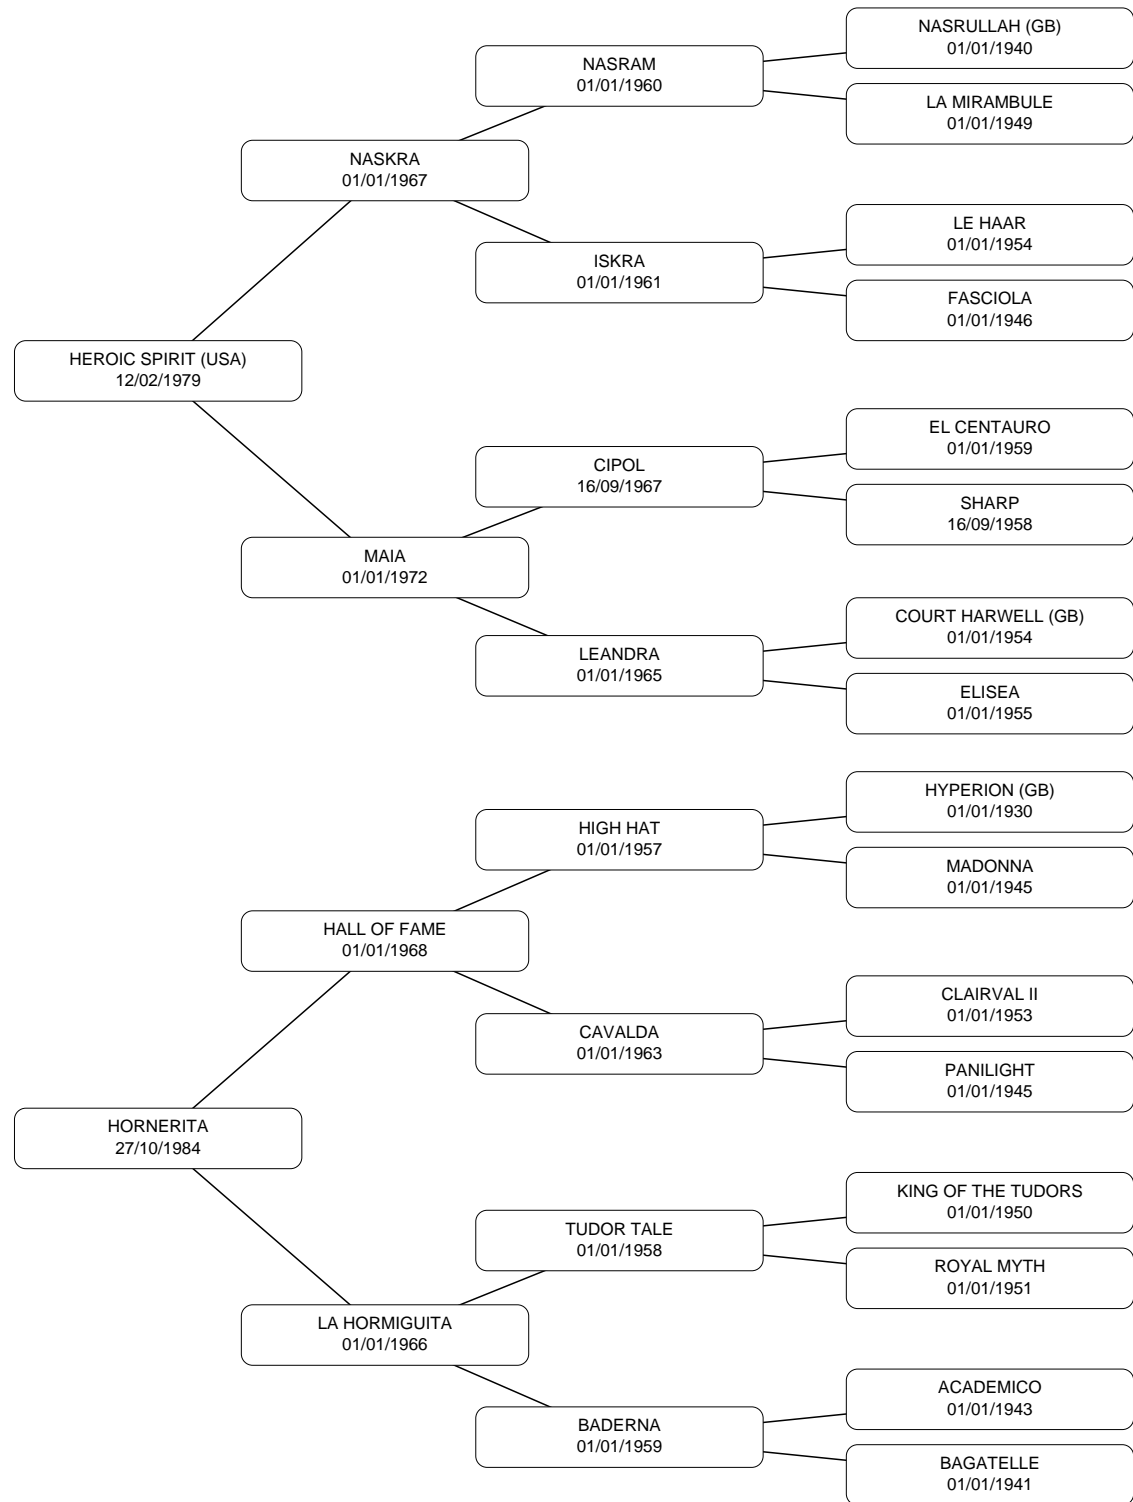 NASRULLAH (GB)
01/01/1940
NASRAM
01/01/1960
LA MIRAMBULE
01/01/1949
NASKRA
01/01/1967
LE HAAR
01/01/1954
ISKRA
01/01/1961
FASCIOLA
01/01/1946
HEROIC SPIRIT (USA)
12/02/1979
EL CENTAURO
01/01/1959
CIPOL
16/09/1967
SHARP
16/09/1958
MAIA
01/01/1972
COURT HARWELL (GB)
01/01/1954
LEANDRA
01/01/1965
ELISEA
01/01/1955
HYPERION (GB)
01/01/1930
HIGH HAT
01/01/1957
MADONNA
01/01/1945
HALL OF FAME
01/01/1968
CLAIRVAL II
01/01/1953
CAVALDA
01/01/1963
PANILIGHT
01/01/1945
HORNERITA
27/10/1984
KING OF THE TUDORS
01/01/1950
TUDOR TALE
01/01/1958
ROYAL MYTH
01/01/1951
LA HORMIGUITA
01/01/1966
ACADEMICO
01/01/1943
BADERNA
01/01/1959
BAGATELLE
01/01/1941